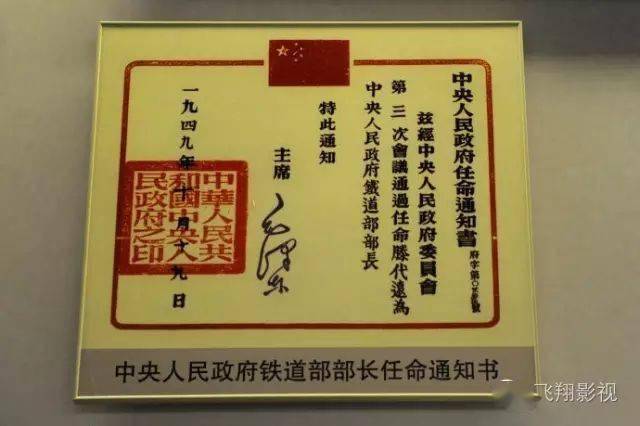 中央人民政府任命通知書
府字第
茲經中央人民政府委員會
第三次會議通過任命滕代遠為
中央人民政府鐵道部部長
特此通知
主席
毛澤東
一九四九年十月十九日
中華人民共
和國中央人
民政府之印
中央人民政府铁道部部长任命通知书
飞翔影视